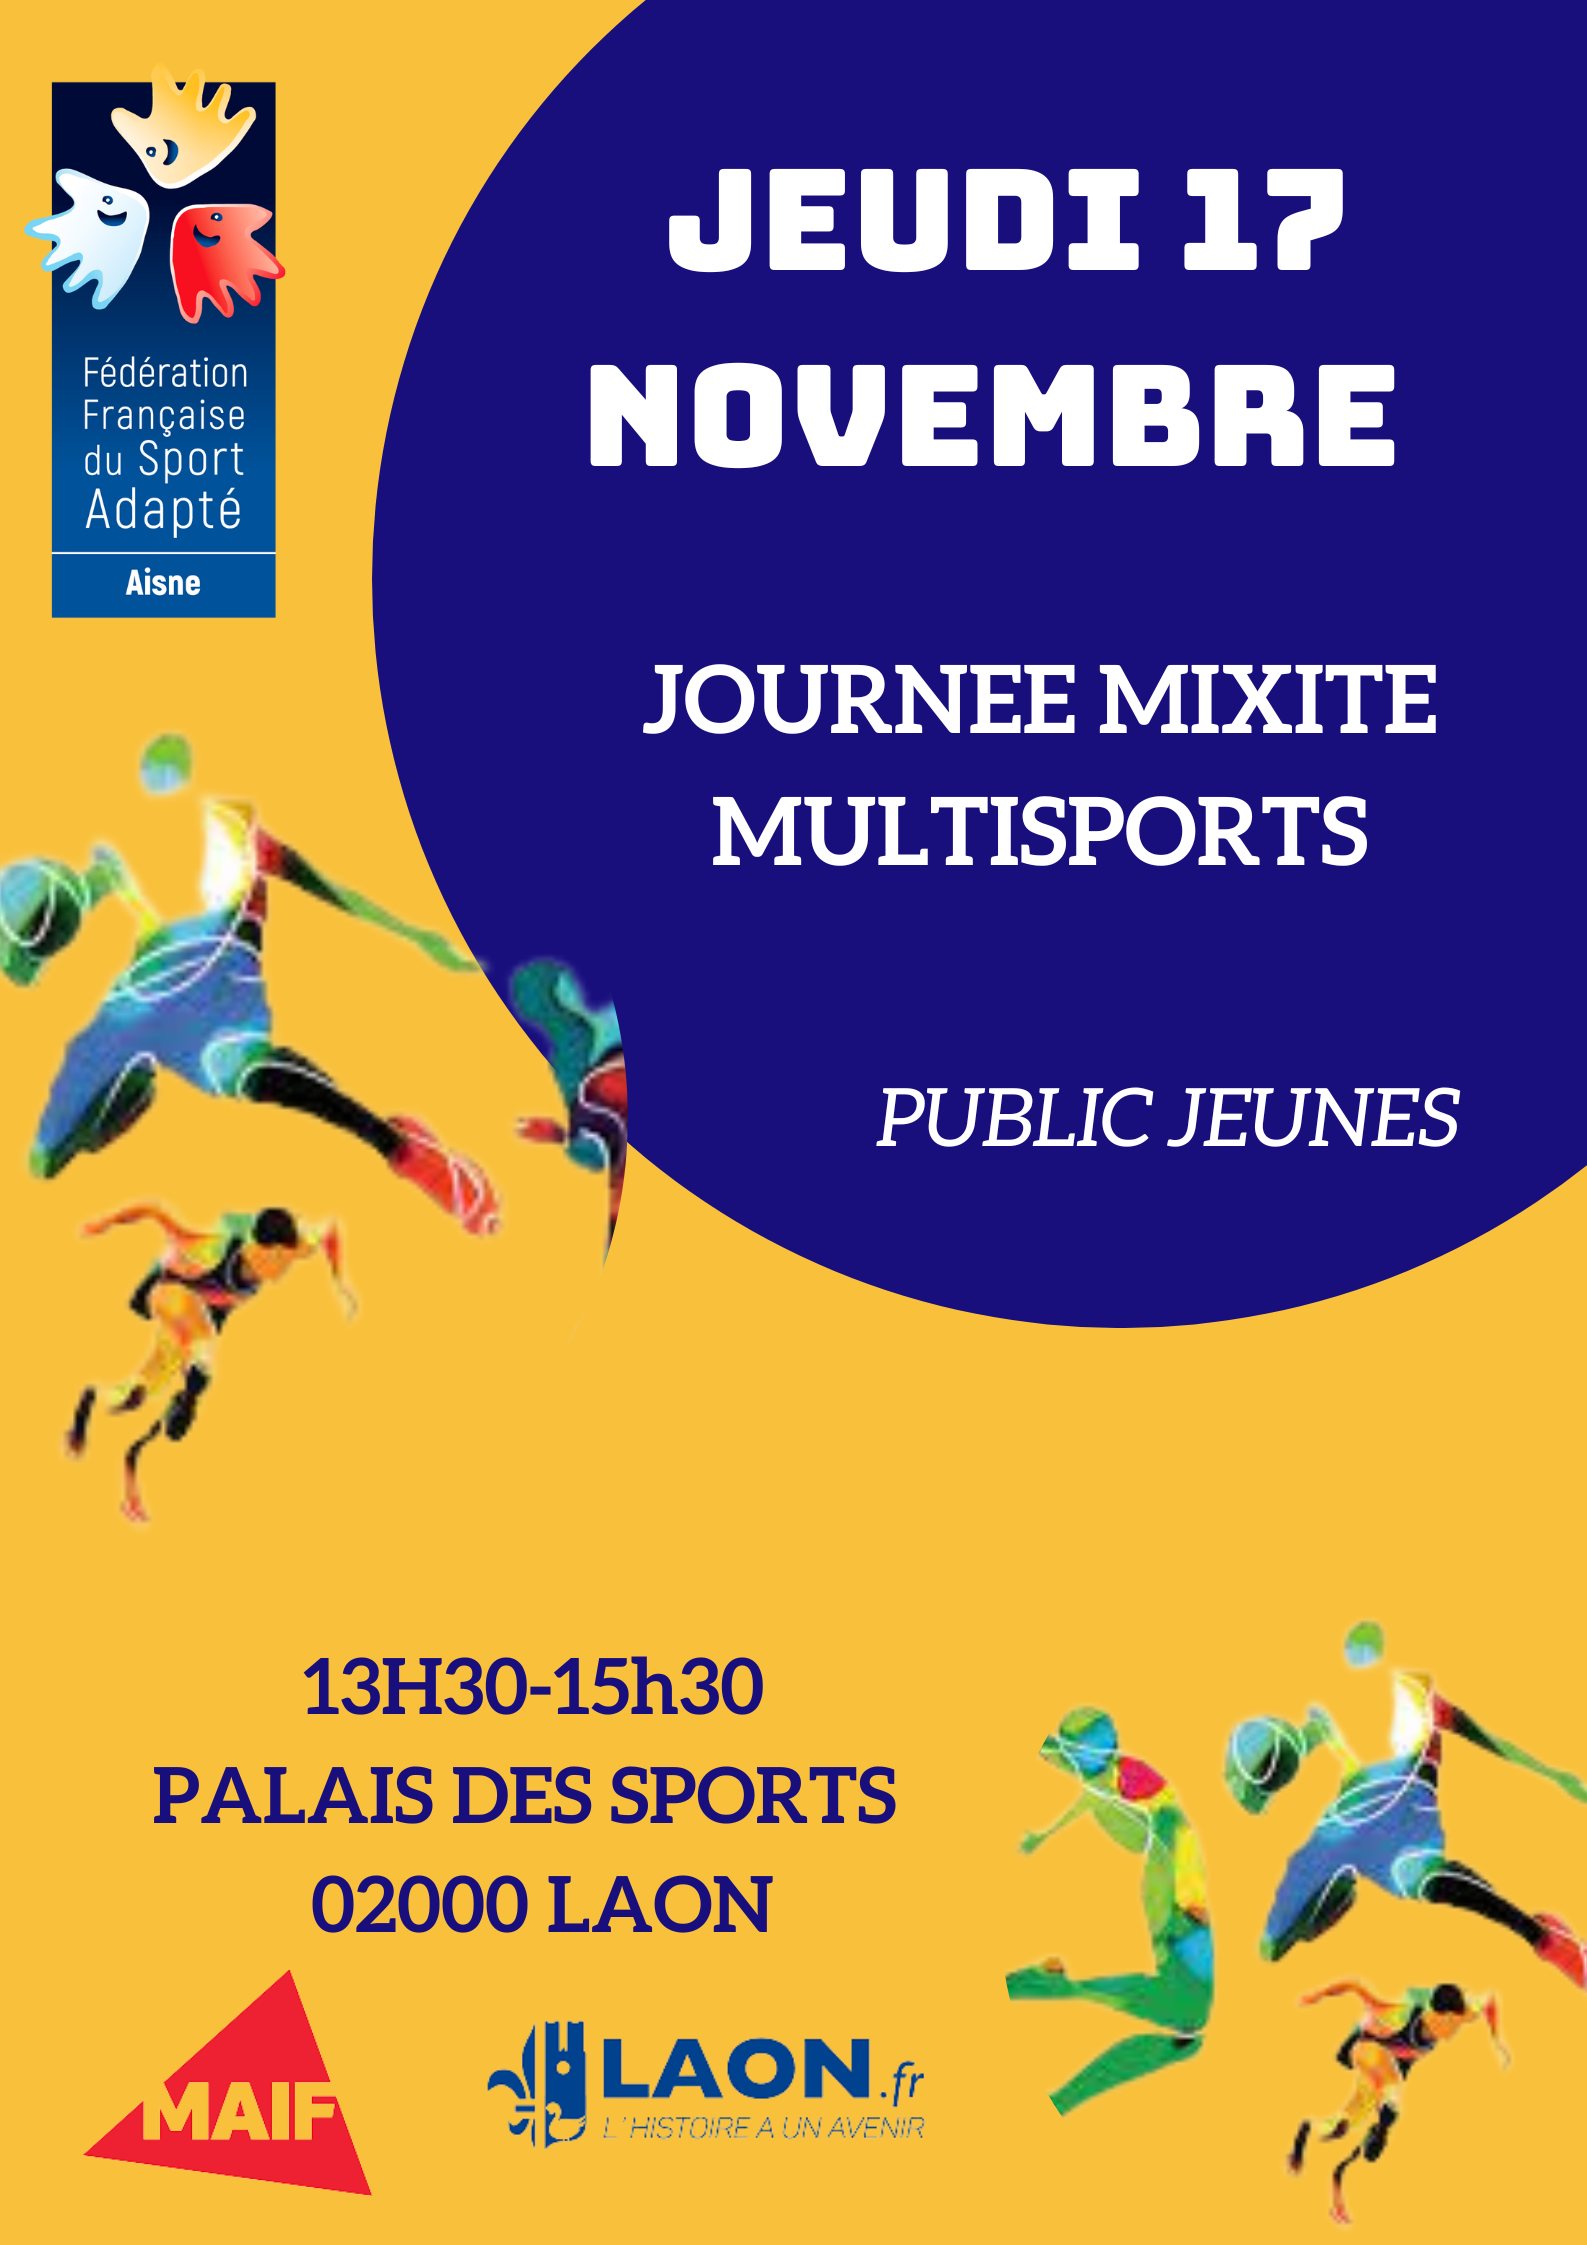 Fédération
Française
du Sport
Adapté
Aisne
JEUDI 17
NOVEMBRE
JOURNEE MIXITE
MULTISPORTS
PUBLIC JEUNES
13H30-15h30
PALAIS DES SPORTS
02000 LAON
MAIF
LAON.fr
L'HISTOIRE A UN AVENIR